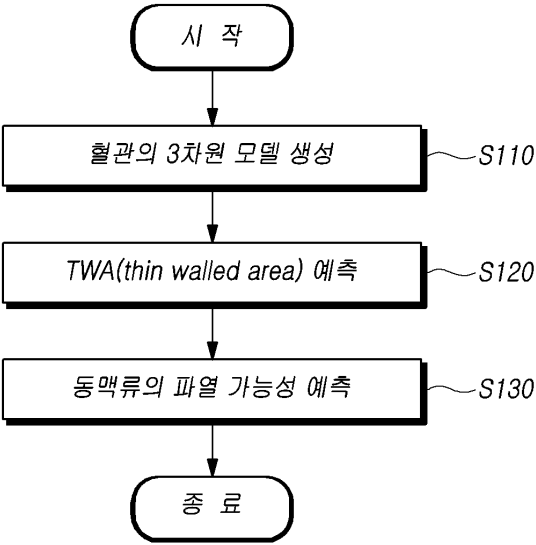 시 작
혈관의 3차원 모델 생성
S110
TWA(thin walled area) 예측
S120
동맥류의 파열 가능성 예측
S130
종 료